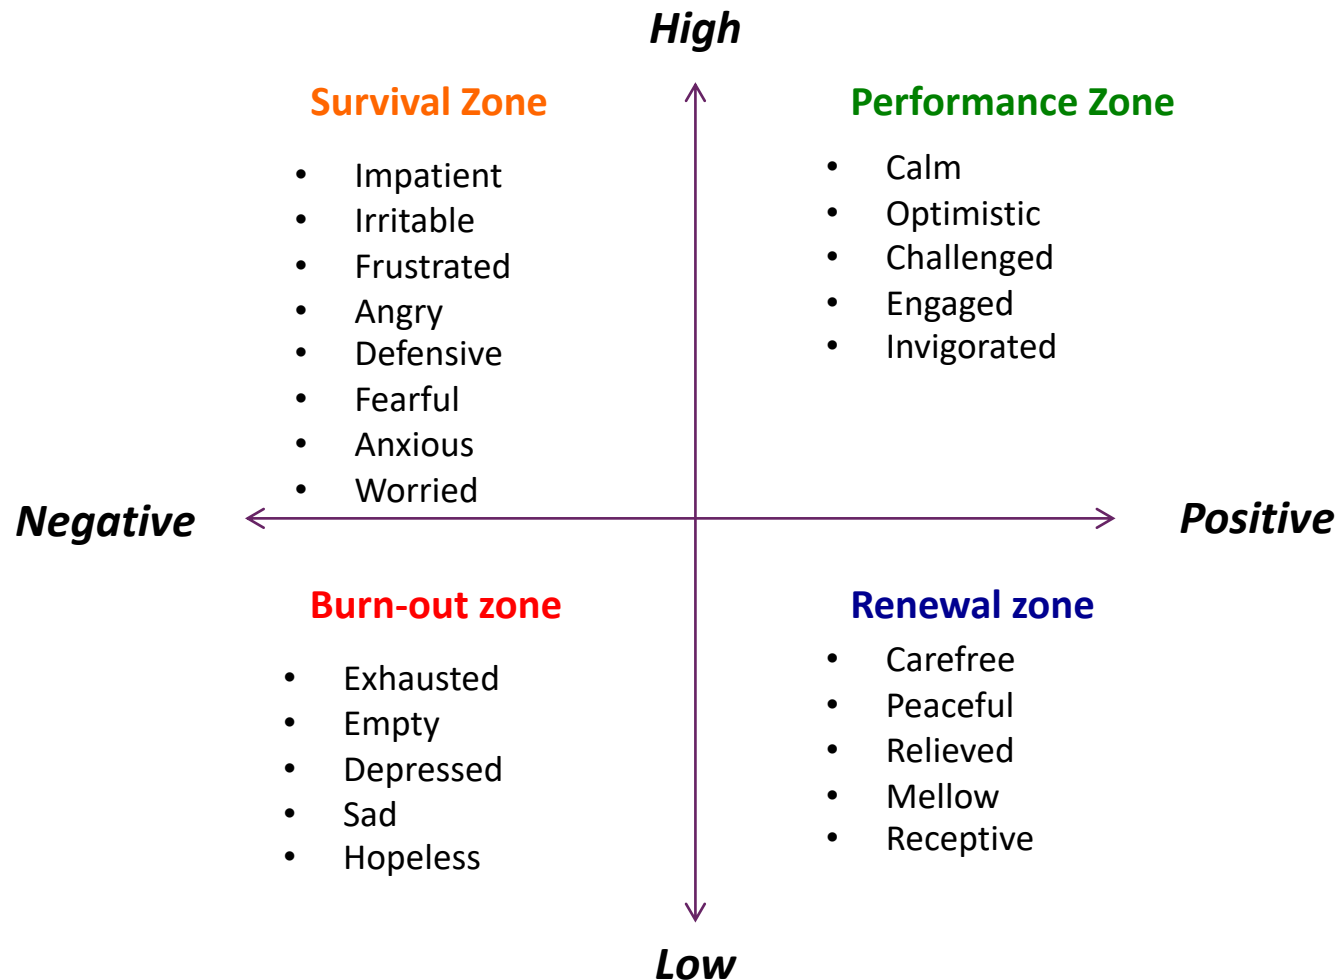 High
Survival Zone
• Impatient
• Irritable
• Frustrated
• Angry
• Defensive
• Fearful
• Anxious
• Worried
Performance Zone
• Calm
• Optimistic
• Challenged
• Engaged
• Invigorated
Negative
Positive
Burn-out zone
• Exhausted
• Empty
• Depressed
• Sad
• Hopeless
Renewal zone
• Carefree
• Peaceful
• Relieved
• Mellow
• Receptive
Low